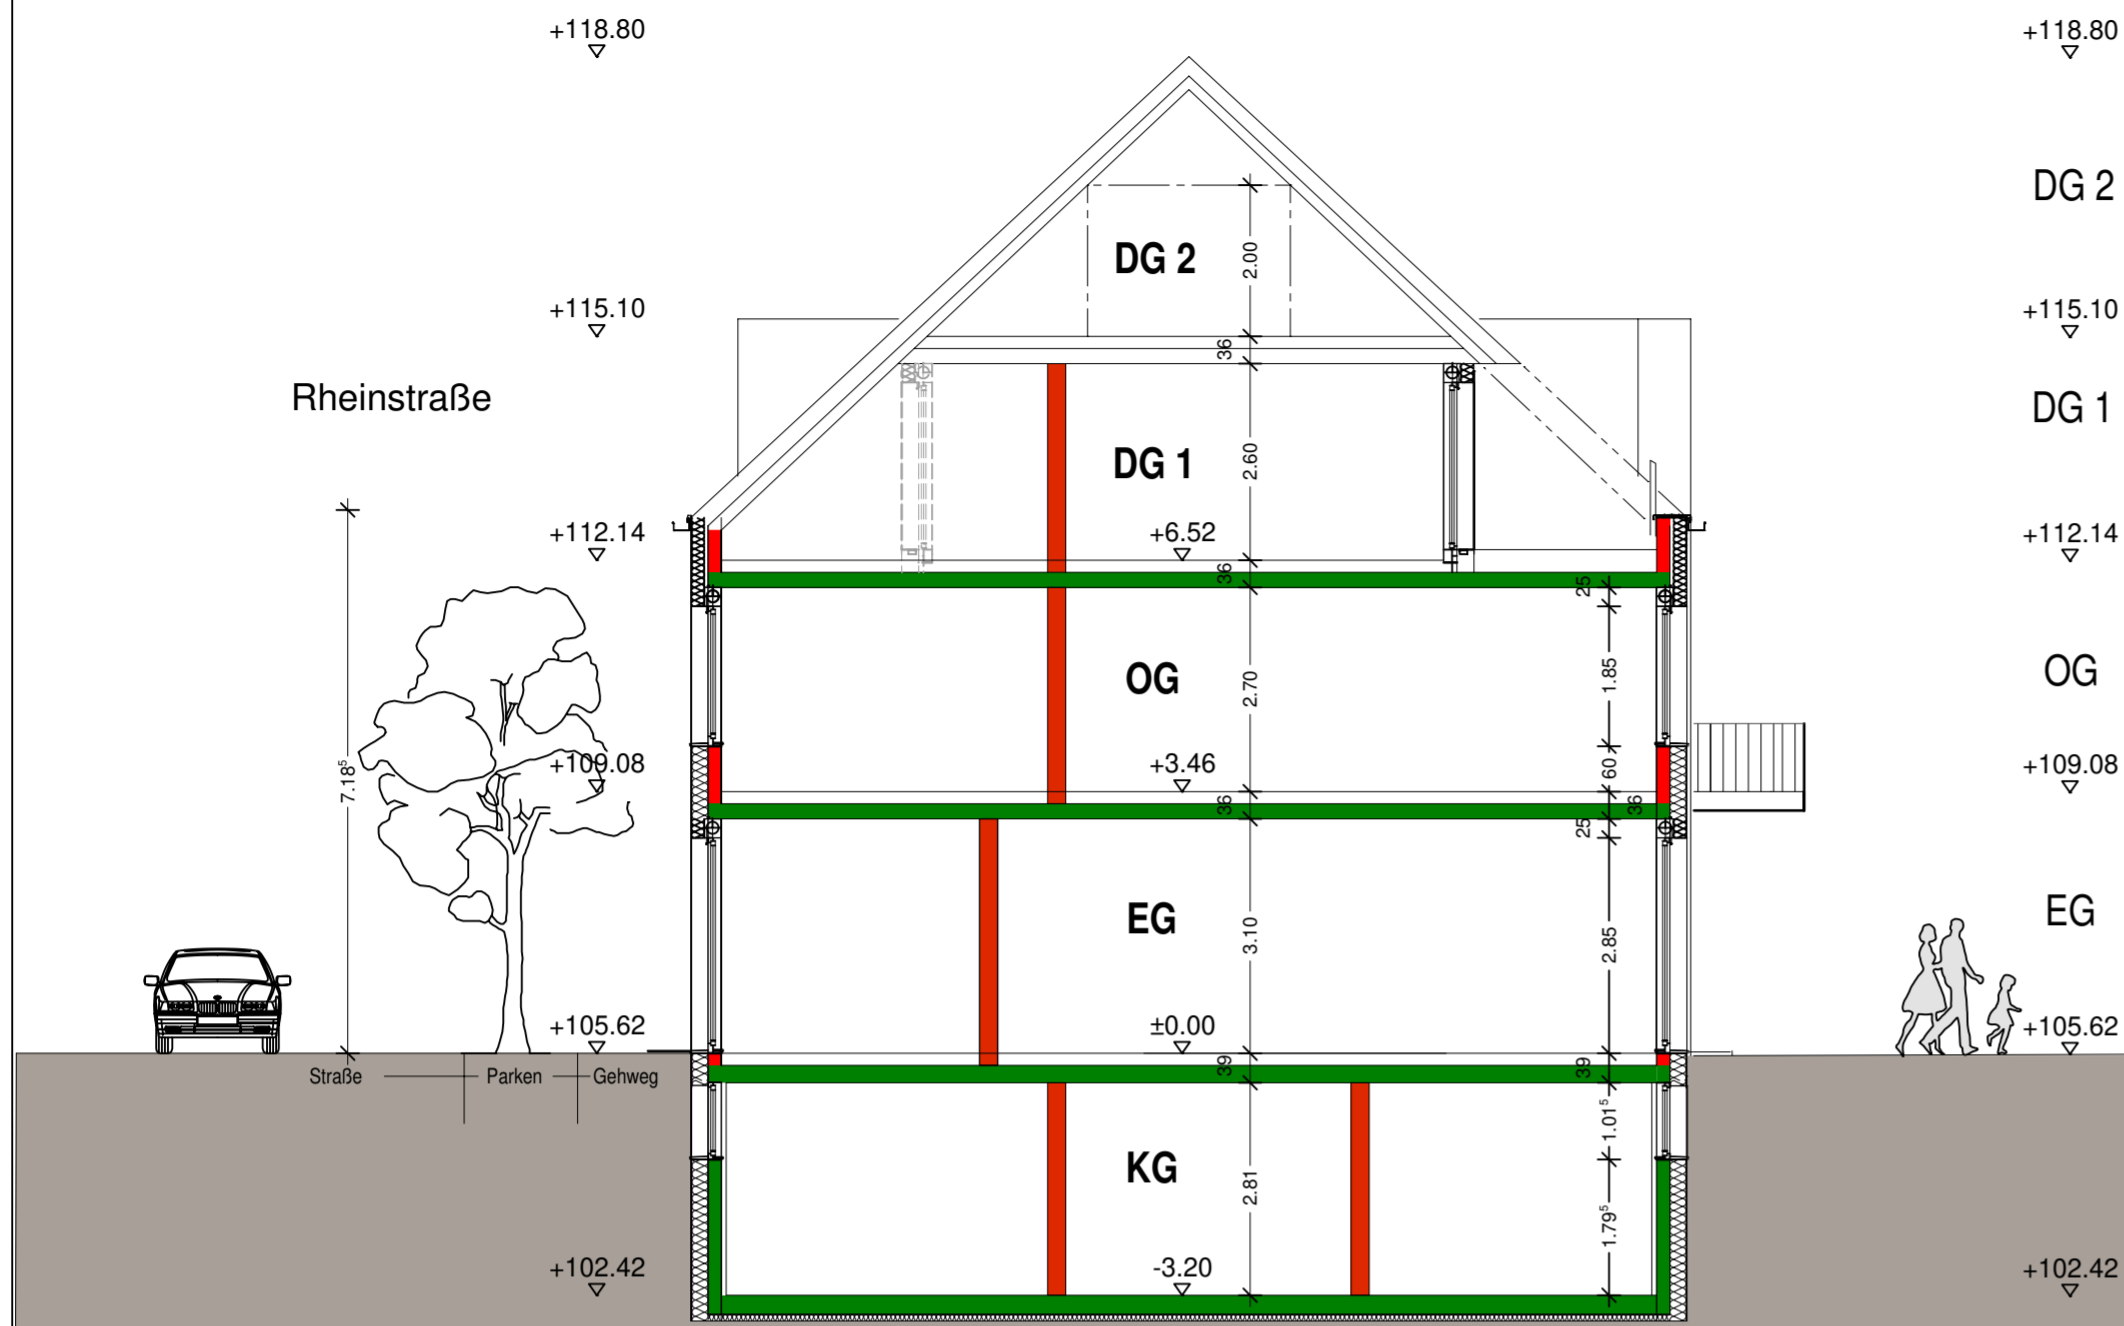 +118.80
+118.80
DG 2
DG 2
2.00
+115.10
+115.10
36
Rheinstraße
DG 1
DG 1
2.60
+112.14
+6.52
+112.14
36
25
OG
OG
2.70
1.85
7.18⁵
+109.08
+3.46
60
+109.08
36
36
25
EG
EG
3.10
2.85
+105.62
±0.00
+105.62
39
39
Straße
Parken
Gehweg
1.01⁵
KG
2.81
1.79⁵
+102.42
-3.20
+102.42